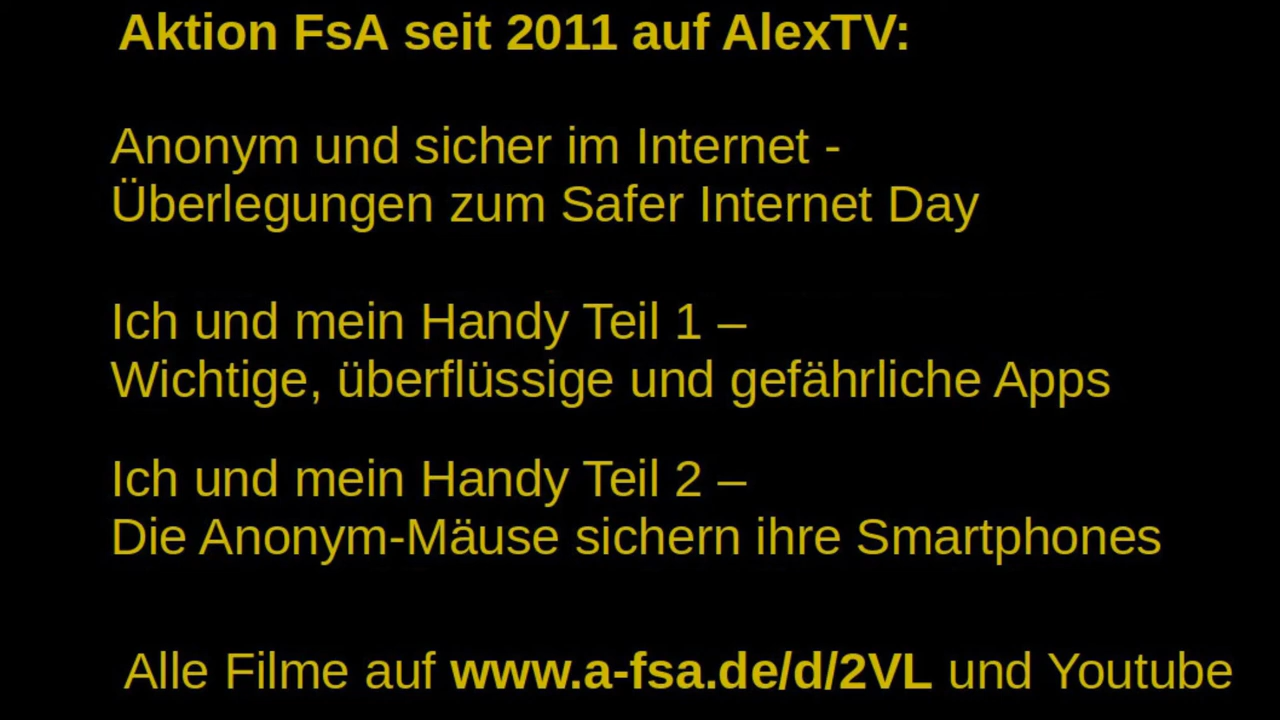 Aktion FsA seit 2011 auf AlexTV:
Anonym und sicher im Internet -
Überlegungen zum Safer Internet Day
Ich und mein Handy Teil 1 –
Wichtige, überflüssige und gefährliche Apps
Ich und mein Handy Teil 2 –
Die Anonym-Mäuse sichern ihre Smartphones
Alle Filme auf www.a-fsa.de/d/2VL und Youtube